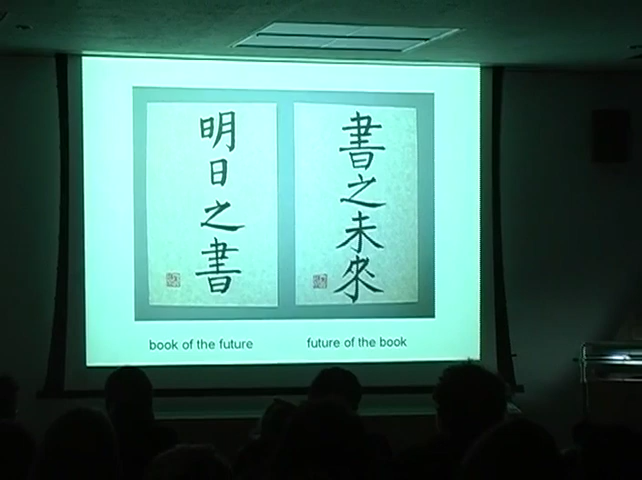 明日之書
書之未來
book of the future
future of the book